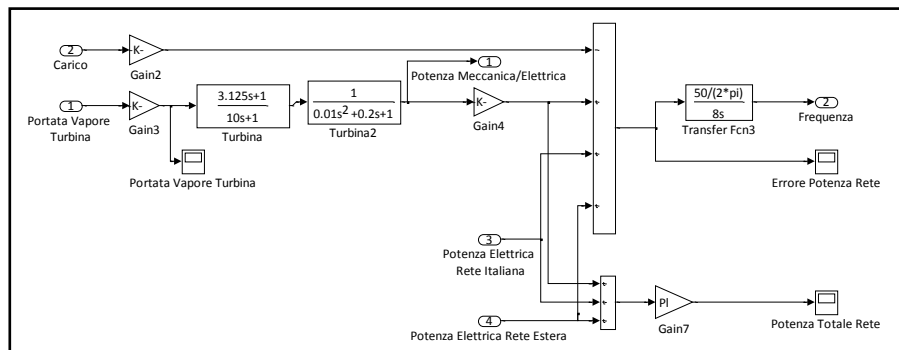 2
Carico
-K-
Gain2
−
1
Potenza Meccanica/Elettrica
1
Portata Vapore
Turbina
-K-
Gain3
3.125s+1
10s+1
Turbina
1
0.01s2 +0.2s+1
Turbina2
-K-
Gain4
+
50/(2*pi)
8s
Transfer Fcn3
2
Frequenza
Portata Vapore Turbina
+
Errore Potenza Rete
+
3
Potenza Elettrica
Rete Italiana
4
Potenza Elettrica Rete Estera
+
+
+
PI
Gain7
Potenza Totale Rete